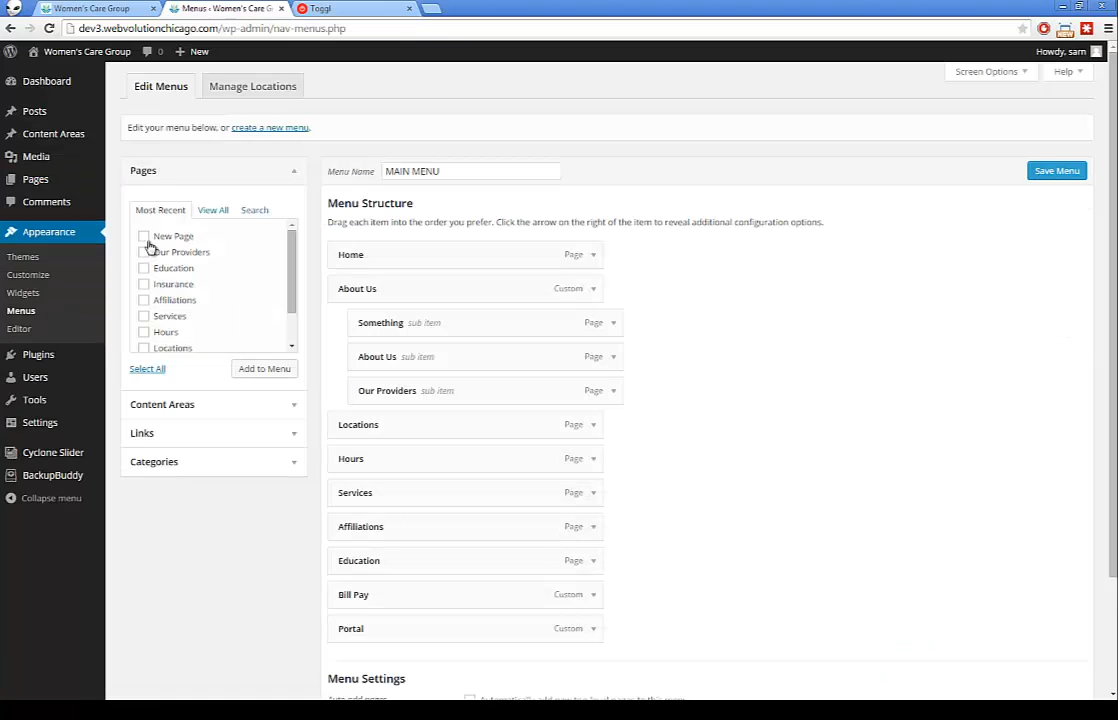 Women's Care Group
Menus ‹ Women's Care G
Toggl
dev3.webvolutionchicago.com/wp-admin/nav-menus.php
NEW
Women's Care Group
0
New
Howdy, sarn
Dashboard
Posts
Content Areas
Media
Pages
Comments
Appearance
Themes
Customize
Widgets
Menus
Editor
Plugins
Users
Tools
Settings
Cyclone Slider
BackupBuddy
Collapse menu
Screen Options
Help
Edit Menus
Manage Locations
Edit your menu below, or create a new menu.
Pages
Most Recent
View All
Search
New Page
Our Providers
Education
Insurance
Affiliations
Services
Hours
Locations
Select All
Add to Menu
Content Areas
Links
Categories
Menu Name
MAIN MENU
Save Menu
Menu Structure
Drag each item into the order you prefer. Click the arrow on the right of the item to reveal additional configuration options.
Home Page
About Us Custom
Something sub item Page
About Us sub item Page
Our Providers sub item Page
Locations Page
Hours Page
Services Page
Affiliations Page
Education Page
Bill Pay Custom
Portal Custom
Menu Settings